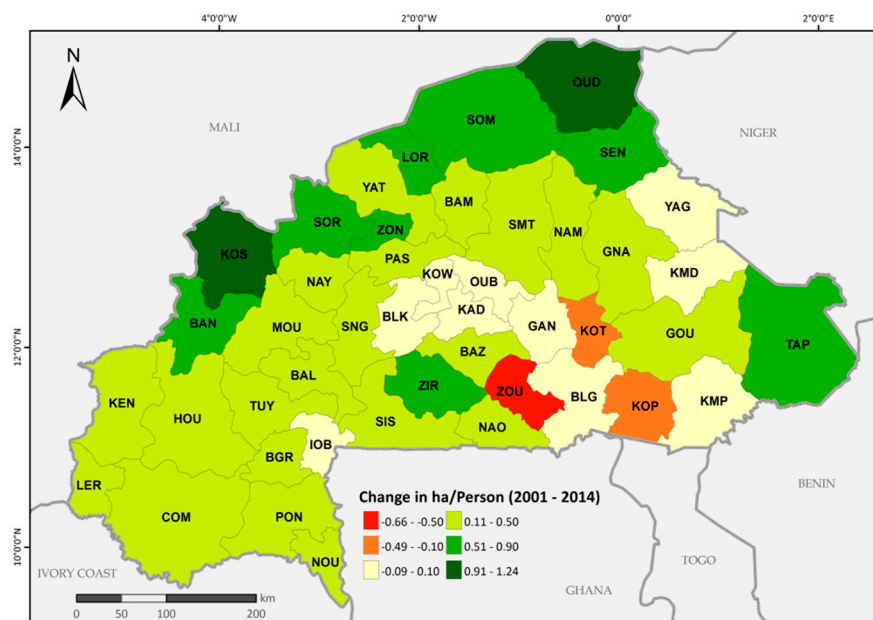 4°0'0"W 2°0'0"W 0°0'0" 2°0'0"E
N
MALI
NIGER
14°0'0"N
12°0'0"N
10°0'0"N
OUD
SOM
LOR
SEN
YAT
BAM
YAG
SOR
ZON
SMT
NAM
GNA
KOS
PAS
KOW
OUB
KMD
NAY
BLK
KAD
GAN
KOT
GOU
TAP
BAN
MOU
SNG
BAZ
BAL
ZIR
ZOU
BLG
KOP
KMP
KEN
HOU
TUY
SIS
NAO
IOB
BGR
LER
COM
PON
NOU
BENIN
TOGO
GHANA
IVORY COAST
Change in ha/Person (2001 - 2014)
-0.66 - -0.50 0.11 - 0.50
-0.49 - -0.10 0.51 - 0.90
-0.09 - 0.10 0.91 - 1.24
km
0 50 100 200